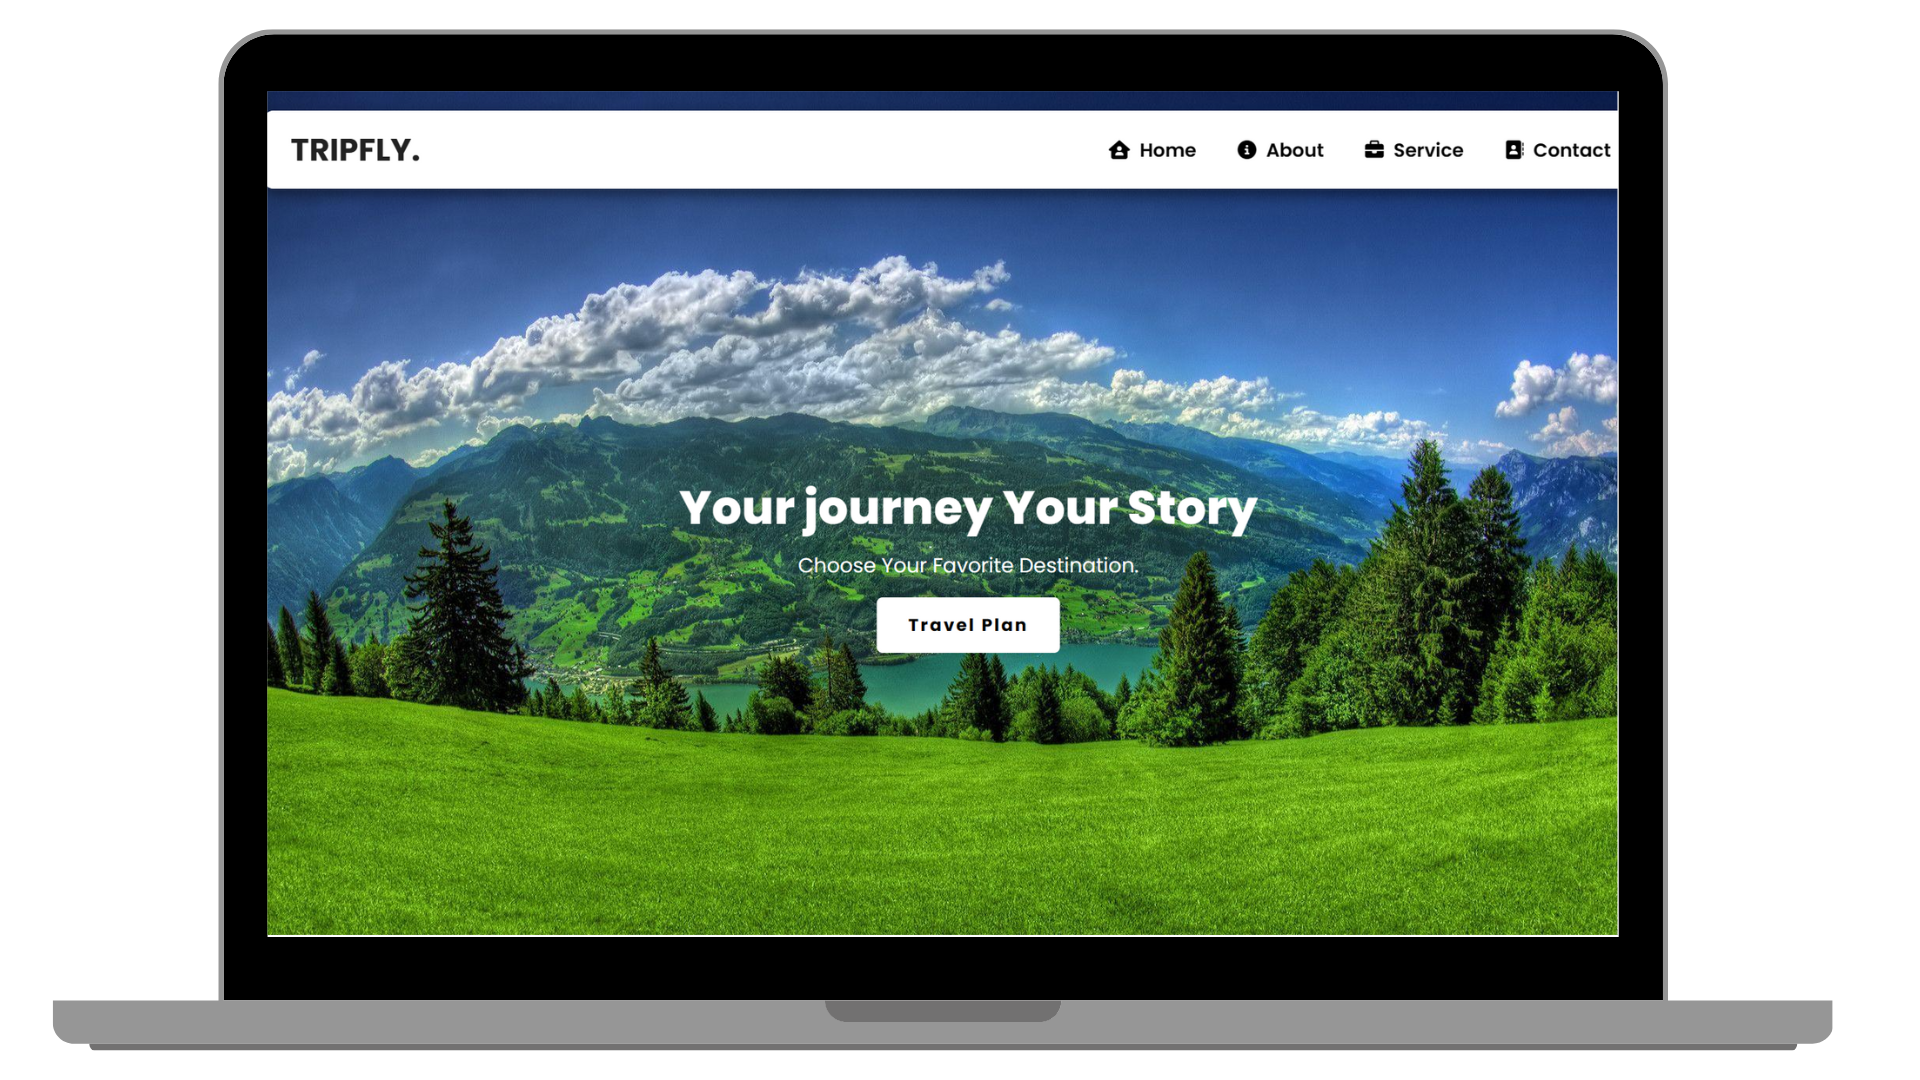 TRIPFLY.
Home About Service Contact
Your journey Your Story
Choose Your Favorite Destination.
Travel Plan